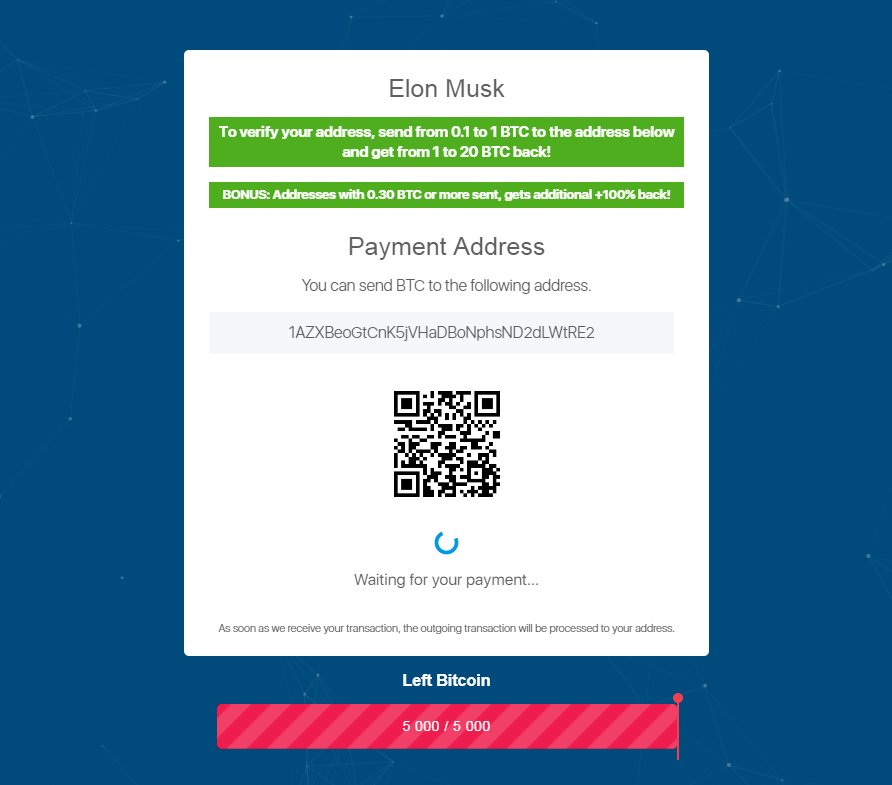 Elon Musk
To verify your address, send from 0.1 to 1 BTC to the address below
and get from 1 to 20 BTC back!
BONUS: Addresses with 0.30 BTC or more sent, gets additional +100% back!
Payment Address
You can send BTC to the following address.
1AZXBeoGtCnK5jVHaDBoNphsND2dLWtRE2
Waiting for your payment...
As soon as we receive your transaction, the outgoing transaction will be processed to your address.
Left Bitcoin
5 000 / 5 000